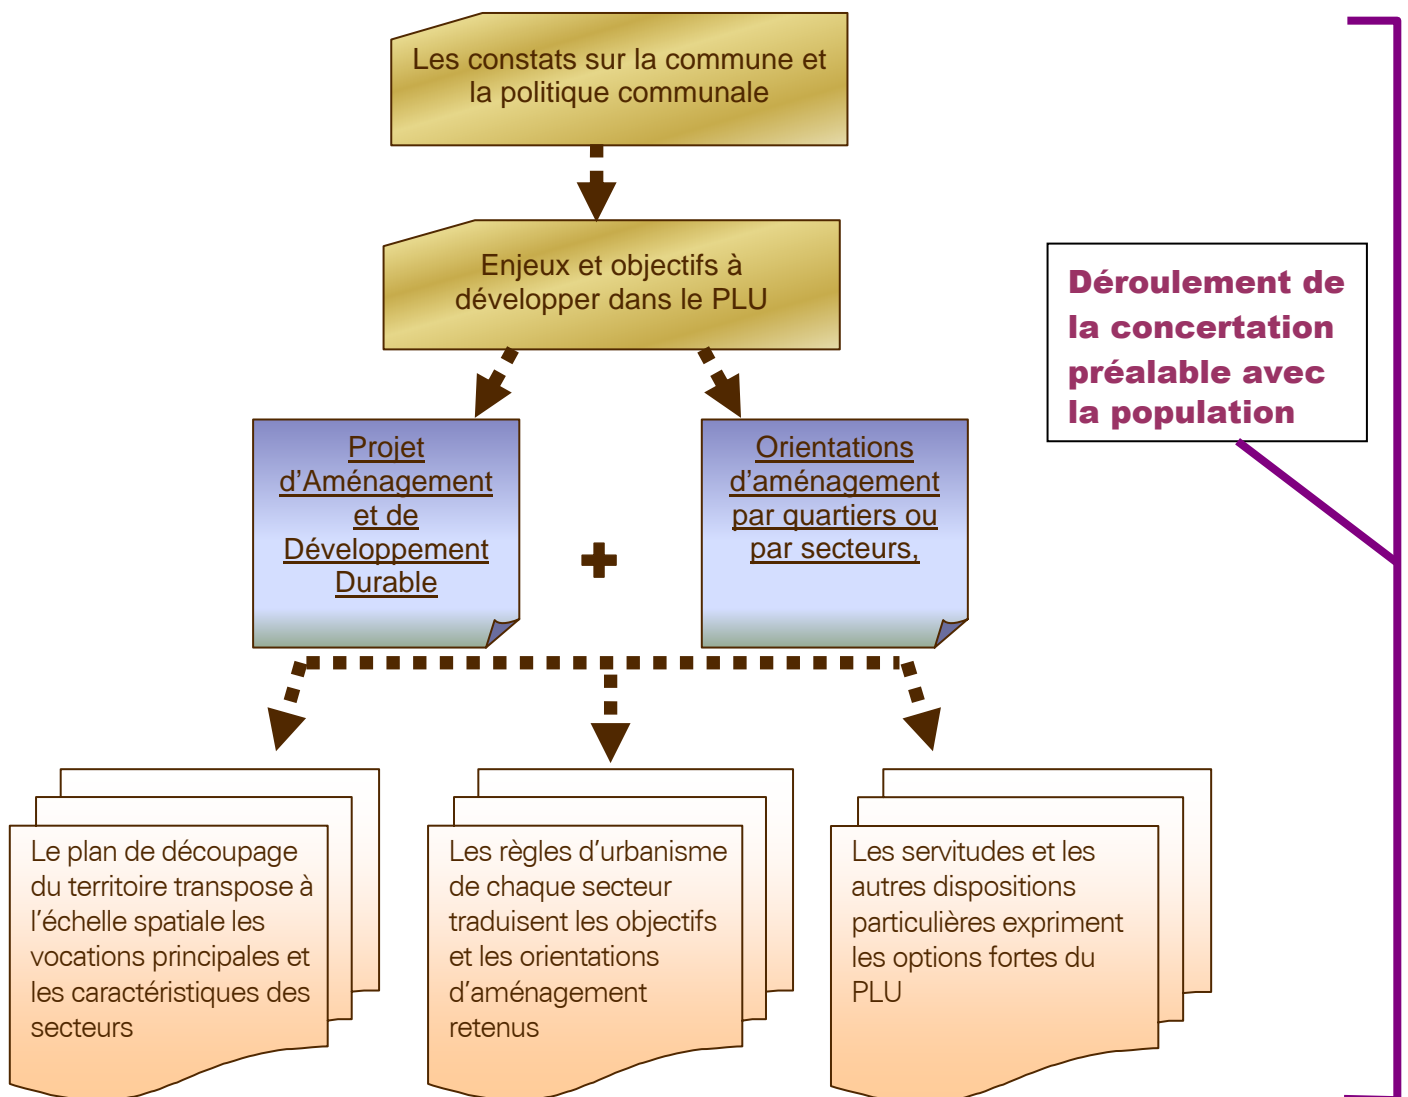 Les constats sur la commune et
la politique communale
Enjeux et objectifs à
développer dans le PLU
Déroulement de
la concertation
préalable avec
la population
Projet
d’Aménagement
et de
Développement
Durable
Orientations
d’aménagement
par quartiers ou
par secteurs,
Le plan de découpage
du territoire transpose à
l’échelle spatiale les
vocations principales et
les caractéristiques des
secteurs
Les règles d’urbanisme
de chaque secteur
traduisent les objectifs
et les orientations
d’aménagement
retenus
Les servitudes et les
autres dispositions
particulières expriment
les options fortes du
PLU